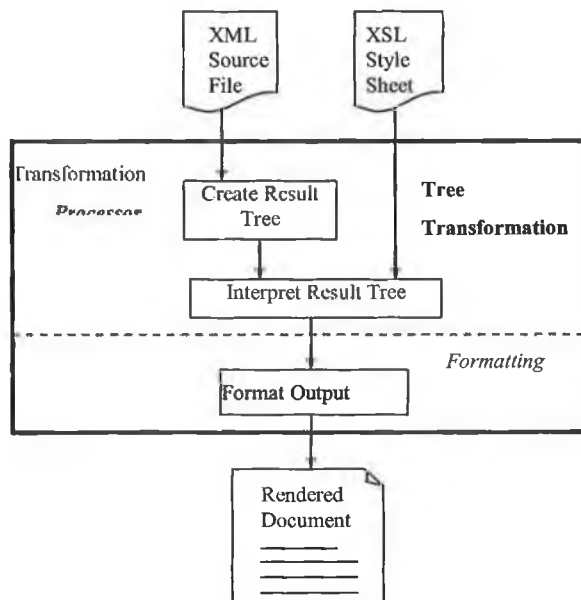 XML
Source
File
XSL
Style
Sheet
Transformation
Processor
Create Result
Tree
Tree
Transformation
Interpret Result Tree
Formatting
Format Output
Rendered
Document